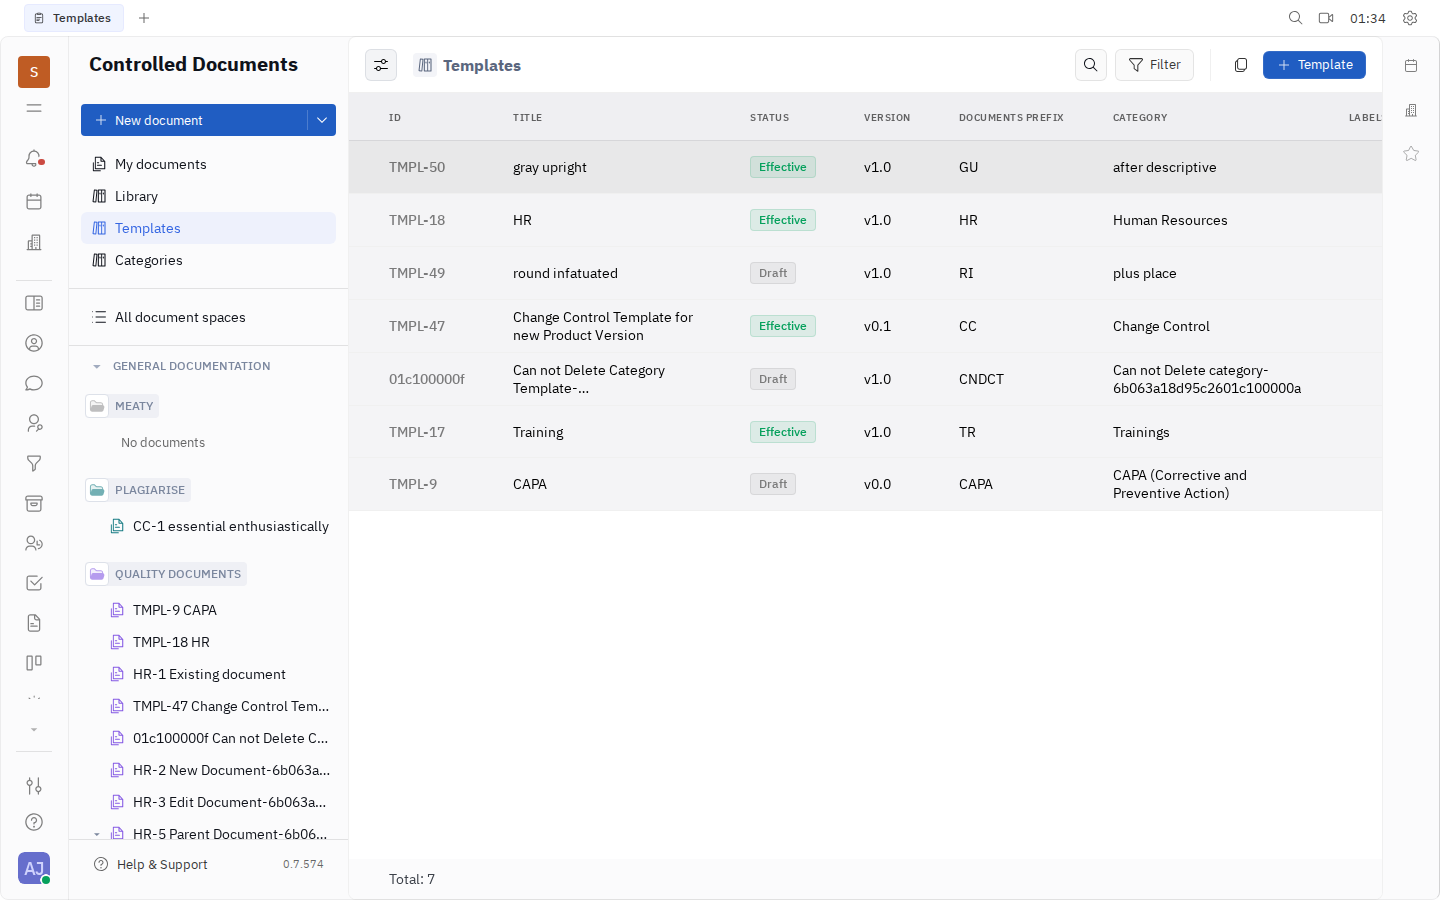 Templates
01:34
S
Controlled Documents
New document
My documents
Library
Templates
Categories
All document spaces
GENERAL DOCUMENTATION
MEATY
No documents
PLAGIARISE
CC-1 essential enthusiastically
QUALITY DOCUMENTS
TMPL-9 CAPA
TMPL-18 HR
HR-1 Existing document
TMPL-47 Change Control Tem...
01c100000f Can not Delete C...
HR-2 New Document-6b063a...
HR-3 Edit Document-6b063a...
HR-5 Parent Document-6b06...
Help & Support 0.7.574
AJ
Templates
Filter
Template
ID TITLE STATUS VERSION DOCUMENTS PREFIX CATEGORY LABEL
TMPL-50 gray upright Effective v1.0 GU after descriptive
TMPL-18 HR Effective v1.0 HR Human Resources
TMPL-49 round infatuated Draft v1.0 RI plus place
TMPL-47 Change Control Template for new Product Version Effective v0.1 CC Change Control
01c100000f Can not Delete Category Template-... Draft v1.0 CNDCT Can not Delete category-6b063a18d95c2601c100000a
TMPL-17 Training Effective v1.0 TR Trainings
TMPL-9 CAPA Draft v0.0 CAPA CAPA (Corrective and Preventive Action)
Total: 7